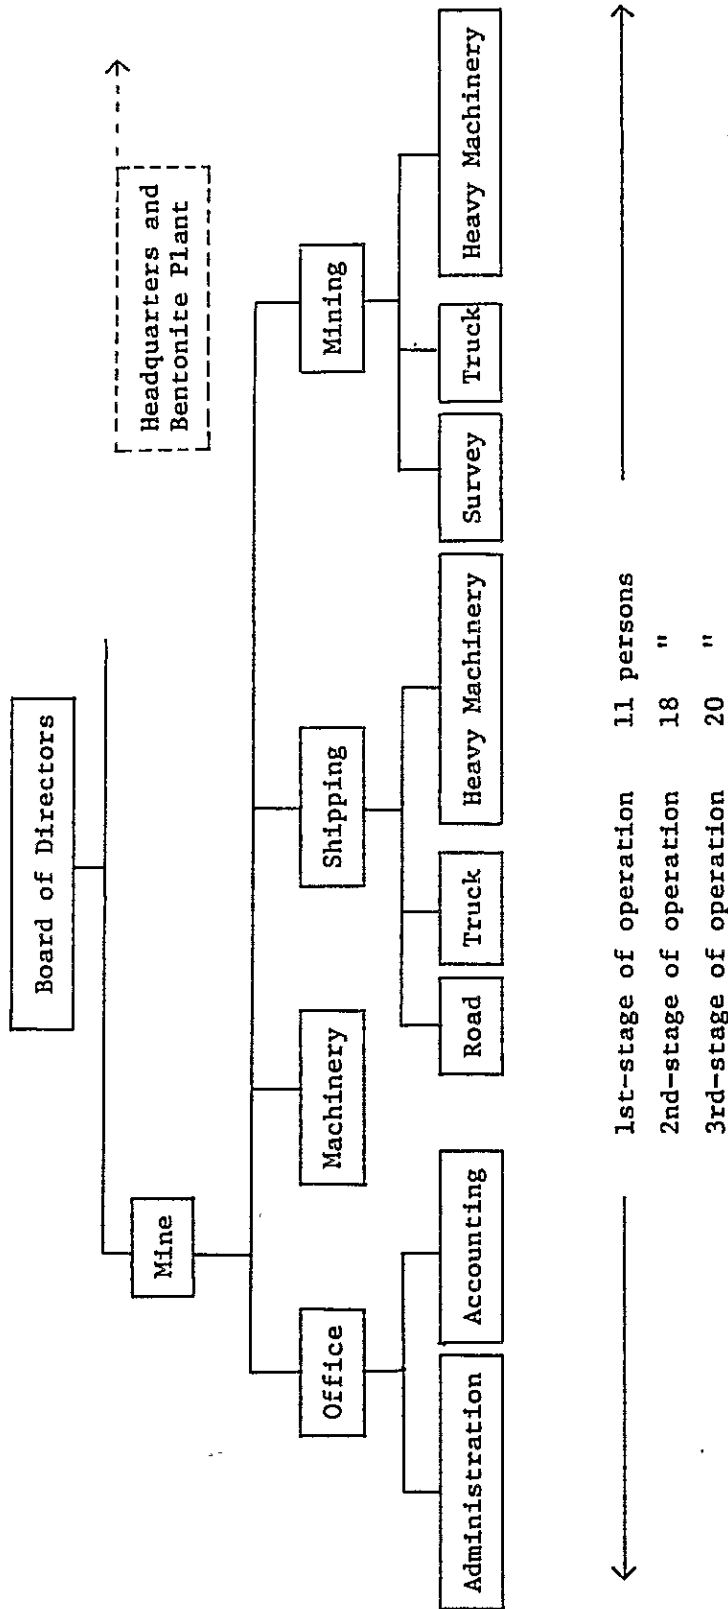 Board of Directors
Headquarters and
Bentonite Plant
Mine
Office
Machinery
Shipping
Mining
Administration
Accounting
Road
Truck
Heavy Machinery
Survey
Truck
Heavy Machinery
1st-stage of operation 11 persons
2nd-stage of operation 18 "
3rd-stage of operation 20 "